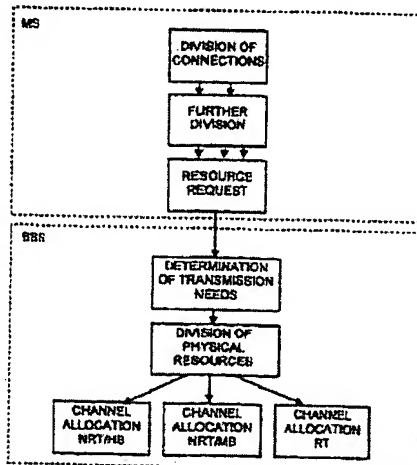 MS
DIVISION OF
CONNECTIONS
FURTHER
DIVISION
RESOURCE
REQUEST
BSS
DETERMINATION
OF TRANSMISSION
NEEDS
DIVISION OF
PHYSICAL
RESOURCES
CHANNEL
ALLOCATION
NRT/HB
CHANNEL
ALLOCATION
NRT/MB
CHANNEL
ALLOCATION
RT